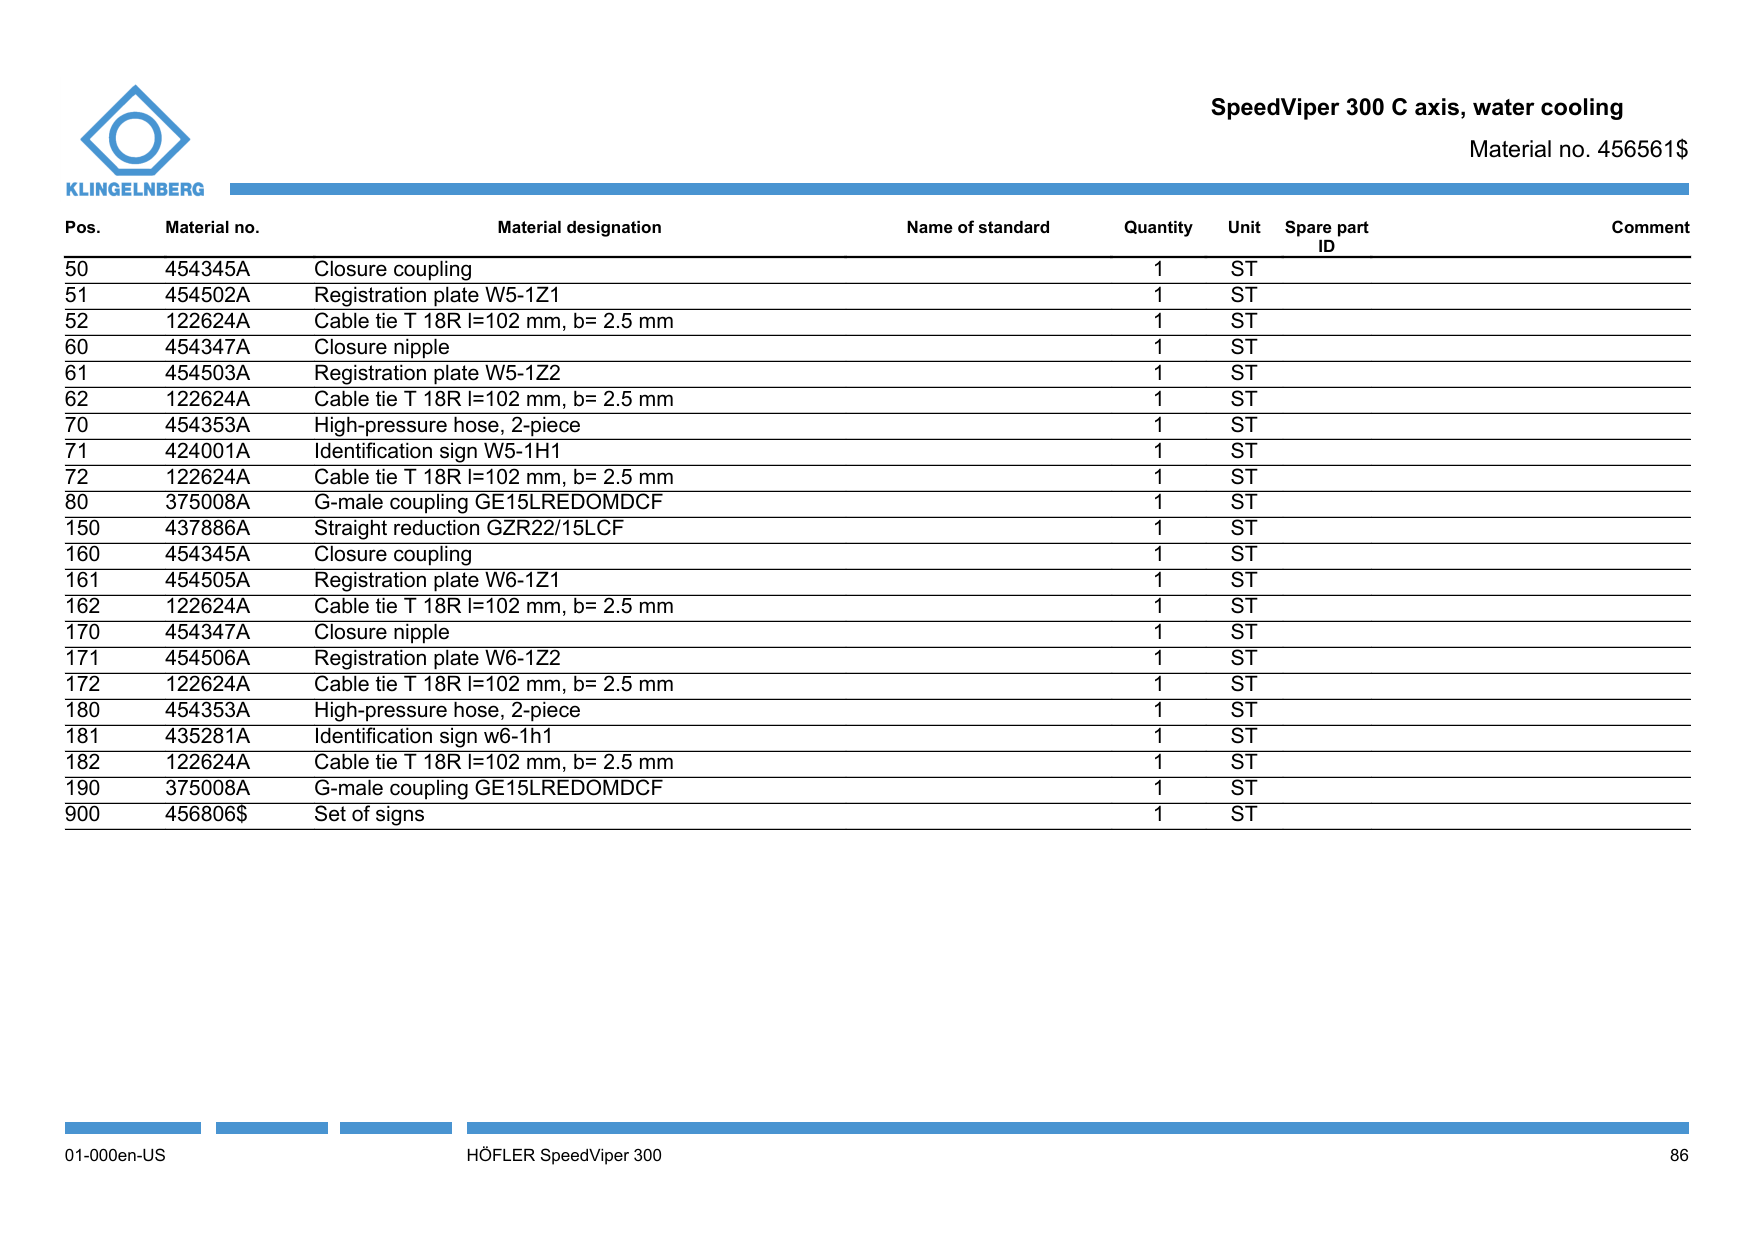 SpeedViper 300 C axis, water cooling
Material no. 456561$
KLINGELNBERG
Pos. Material no. Material designation Name of standard Quantity Unit Spare part ID Comment
50 454345A Closure coupling 1 ST
51 454502A Registration plate W5-1Z1 1 ST
52 122624A Cable tie T 18R l=102 mm, b= 2.5 mm 1 ST
60 454347A Closure nipple 1 ST
61 454503A Registration plate W5-1Z2 1 ST
62 122624A Cable tie T 18R l=102 mm, b= 2.5 mm 1 ST
70 454353A High-pressure hose, 2-piece 1 ST
71 424001A Identification sign W5-1H1 1 ST
72 122624A Cable tie T 18R l=102 mm, b= 2.5 mm 1 ST
80 375008A G-male coupling GE15LREDOMDCF 1 ST
150 437886A Straight reduction GZR22/15LCF 1 ST
160 454345A Closure coupling 1 ST
161 454505A Registration plate W6-1Z1 1 ST
162 122624A Cable tie T 18R l=102 mm, b= 2.5 mm 1 ST
170 454347A Closure nipple 1 ST
171 454506A Registration plate W6-1Z2 1 ST
172 122624A Cable tie T 18R l=102 mm, b= 2.5 mm 1 ST
180 454353A High-pressure hose, 2-piece 1 ST
181 435281A Identification sign w6-1h1 1 ST
182 122624A Cable tie T 18R l=102 mm, b= 2.5 mm 1 ST
190 375008A G-male coupling GE15LREDOMDCF 1 ST
900 456806$ Set of signs 1 ST
01-000en-US HÖFLER SpeedViper 300 86